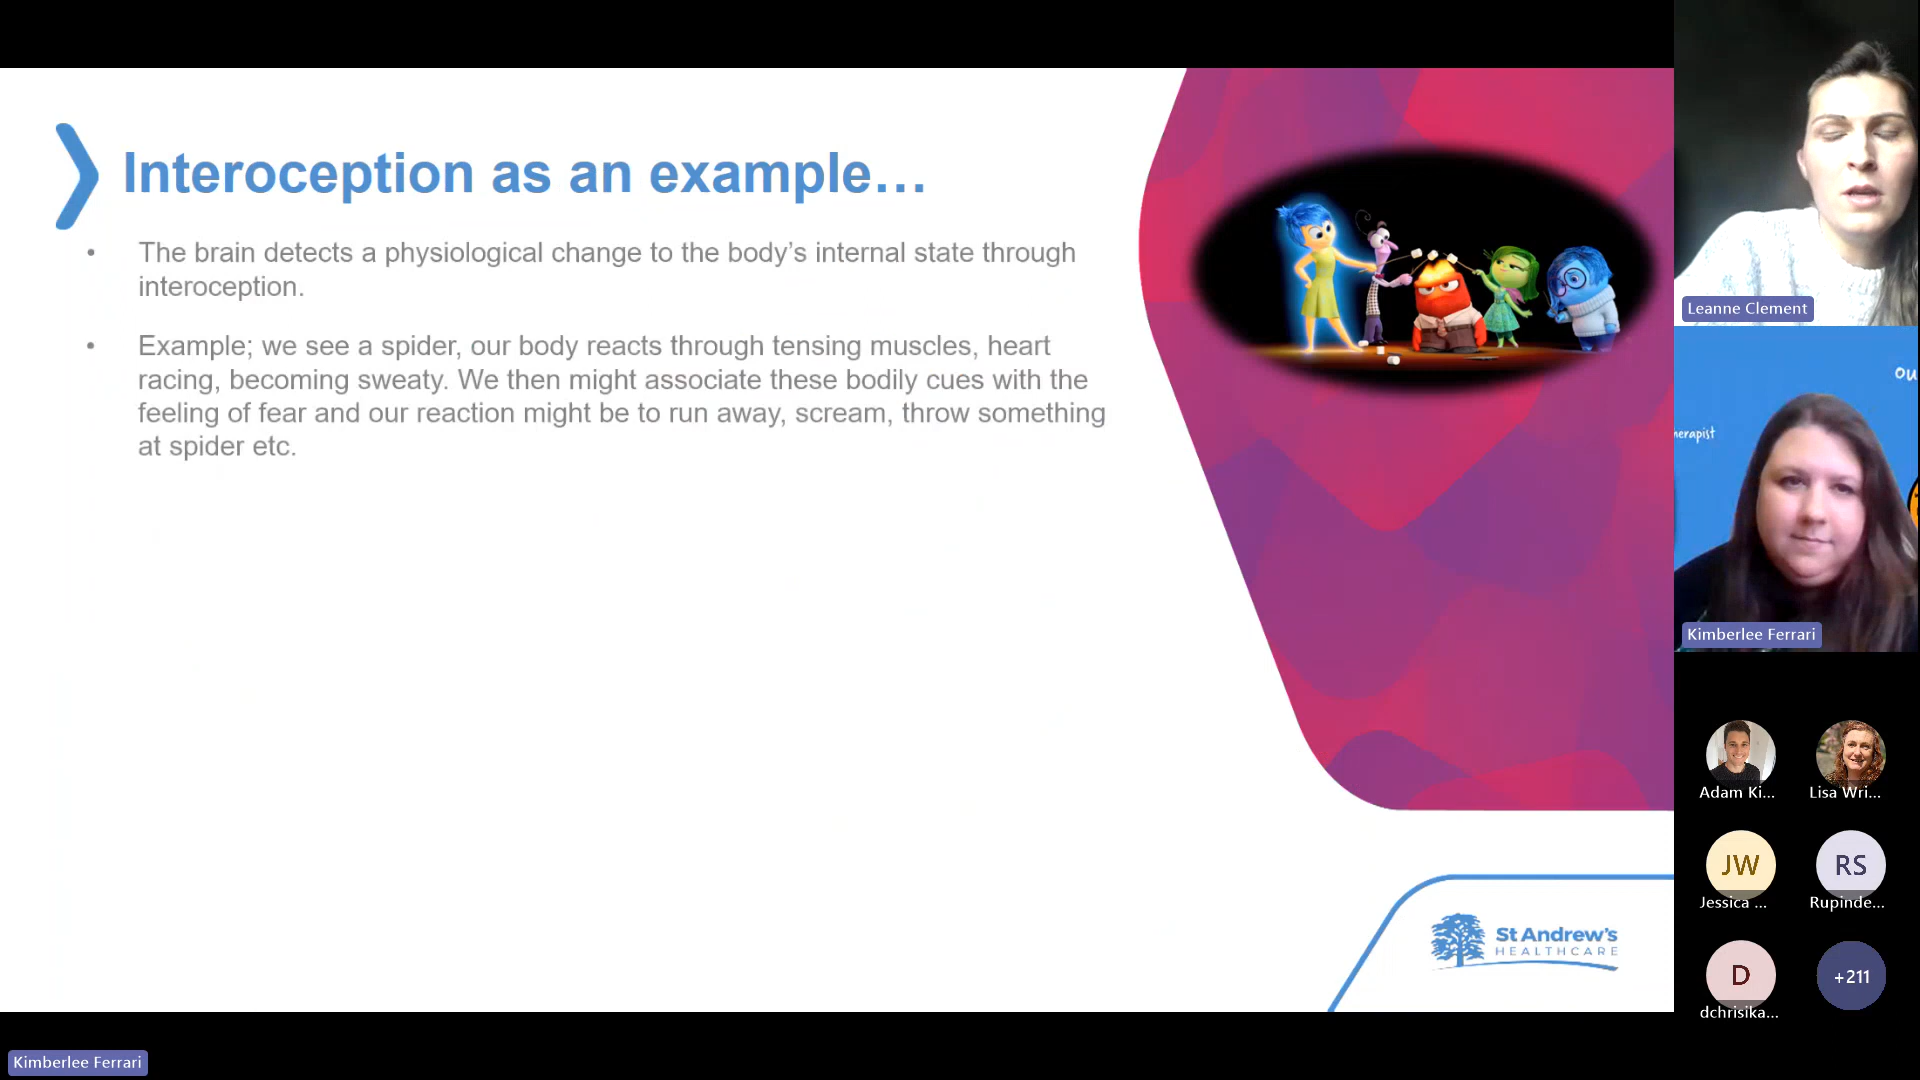 Interoception as an example…
• The brain detects a physiological change to the body’s internal state through
interoception.
• Example; we see a spider, our body reacts through tensing muscles, heart
racing, becoming sweaty. We then might associate these bodily cues with the
feeling of fear and our reaction might be to run away, scream, throw something
at spider etc.
St Andrew's
HEALTHCARE
Leanne Clement
ou
herapist
Kimberlee Ferrari
Adam Ki...
Lisa Wri...
JW
RS
Jessica ...
Rupinde...
D
+211
dchrisika...
Kimberlee Ferrari